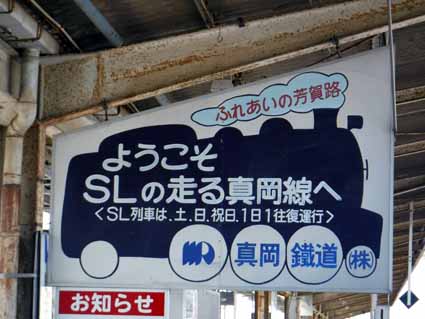 ふれあいの芳賀路
ようこそ
SLの走る真岡線へ
<SL列車は、土、日、祝日、1日1往復運行>
真岡鐵道㈱
お知らせ